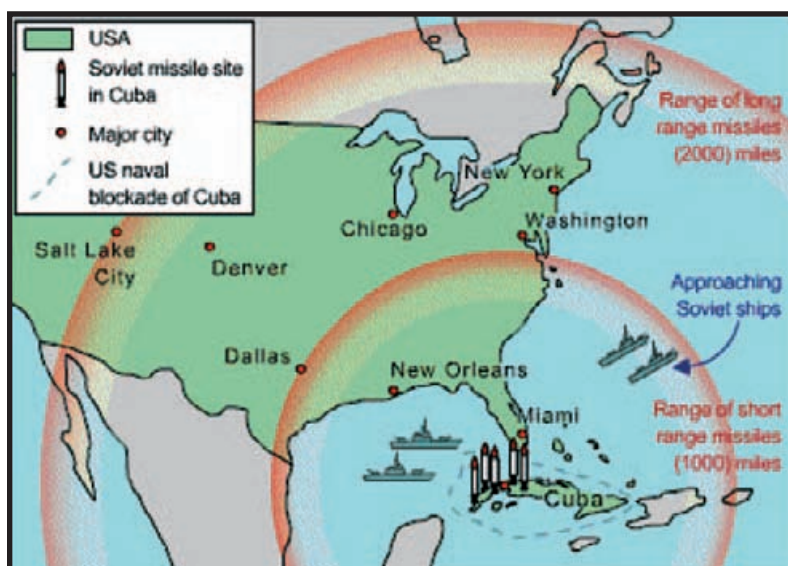 USA
Soviet missile site
in Cuba
Major city
US naval
blockade of Cuba
Range of long
range missiles
(2000) miles
New York
Chicago
Washington
Salt Lake
City
Denver
Approaching
Soviet ships
Dallas
New Orleans
Miami
Range of short
range missiles
(1000) miles
Cuba